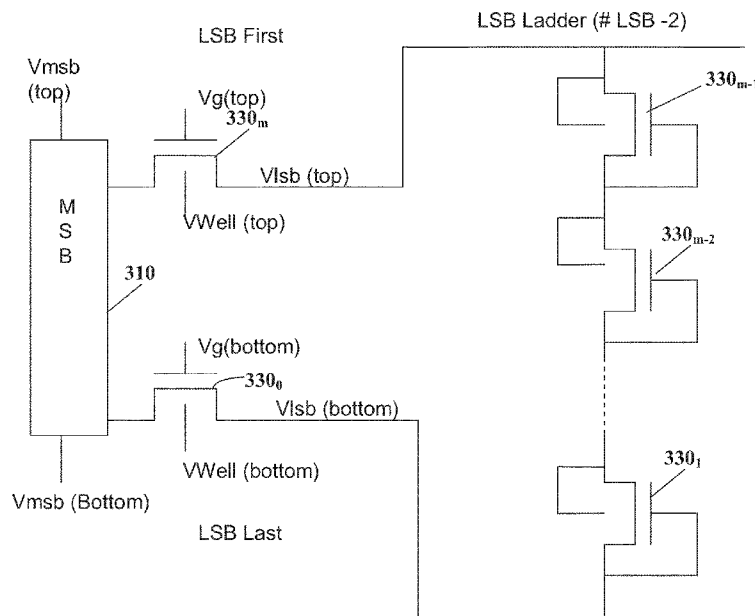 LSB First
LSB Ladder (# LSB -2)
Vmsb
(top)
Vg(top)
330m
330m-
Vlsb (top)
M
S
B
VWell (top)
330m-2
310
Vg(bottom)
3300
Vlsb (bottom)
VWell (bottom)
3301
Vmsb (Bottom)
LSB Last